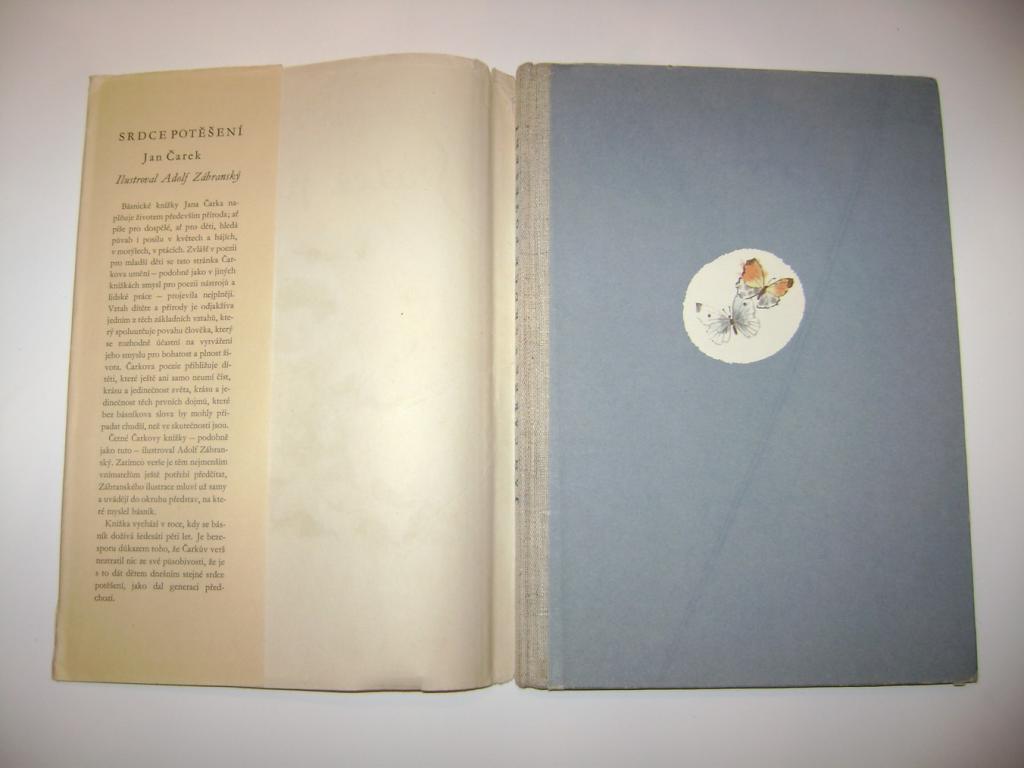 SRDCE POTĚŠENÍ
Jan Čarek
Ilustroval Adolf Zábranský
Básnické knížky Jana Čarka na-
plňuje životem především příroda; ať
píše pro dospělé, ať pro děti, hledá
půvab i posilu v květech a hájích,
v motýlech, v ptácích. Zvlášť v poezii
pro mladší děti se tato stránka Čar-
kova umění – podobně jako v jiných
knížkách smysl pro poezii nástrojů a
lidské práce – projevila nejplněji.
Vztah dítěte a přírody je odjakživa
jedním z těch základních vztahů, kte-
rý spoluurčuje povahu člověka, který
se rozhodně účastní na vytváření
jeho smyslu pro bohatost a plnost ži-
vota. Čarkova poezie přibližuje dí-
těti, které ještě ani samo neumí číst,
krásu a jedinečnost světa, krásu a je-
dinečnost těch prvních dojmů, které
bez básníkova slova by mohly při-
padat chudší, než ve skutečnosti jsou.
Četné Čarkovy knížky – podobně
jako tuto – ilustroval Adolf Zábran-
ský. Zatímco verše je těm nejmenším
vnímatelům ještě potřebí předčítat,
Zábranského ilustrace mluví už samy
a uvádějí do okruhu představ, na kte-
ré myslel básník.
Knížka vychází v roce, kdy se bás-
ník dožívá šedesáti pěti let. Je beze-
sporu důkazem toho, že Čarkův verš
neztratil nic ze své působivosti, že je
s to dát dětem dnešním stejné srdce
potěšení, jako dal generaci před-
chozí.